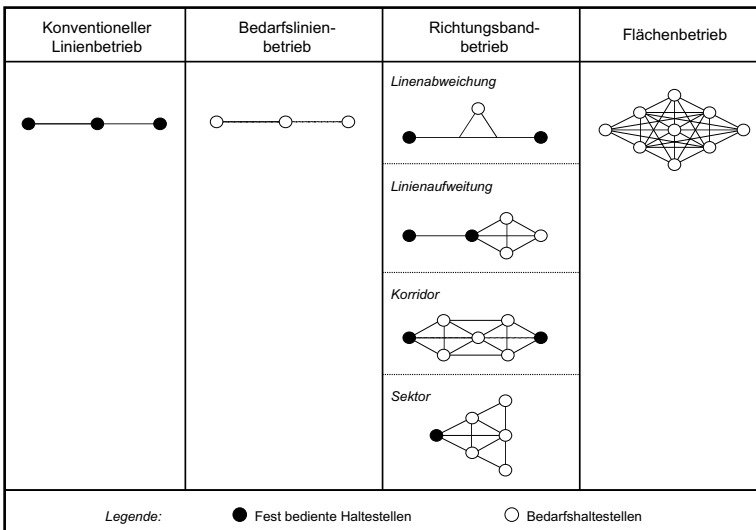 Konventioneller
Linienbetrieb
Bedarfslinien-
betrieb
Richtungsband-
betrieb
Flächenbetrieb
Linenabweichung
Linienaufweitung
Korridor
Sektor
Legende:
Fest bediente Haltestellen
Bedarfshaltestellen